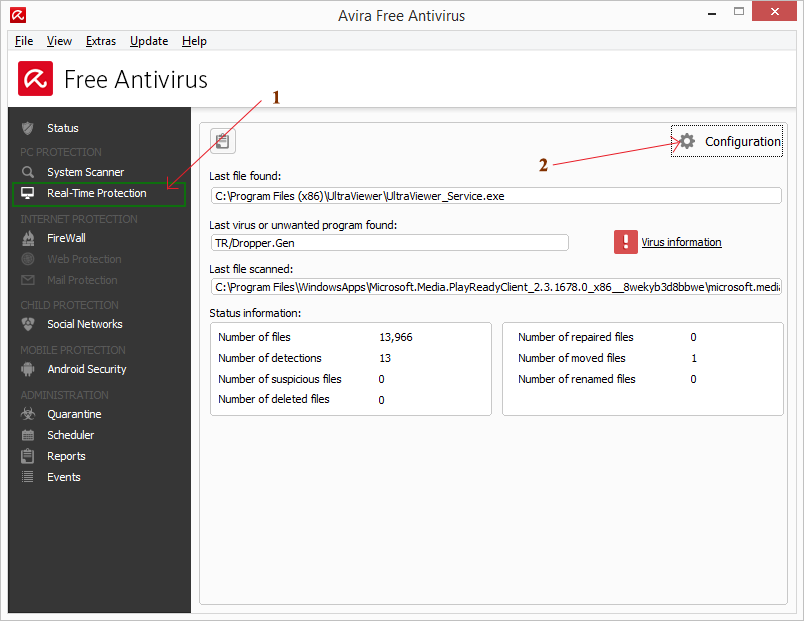 Avira Free Antivirus
File View Extras Update Help
Free Antivirus
1
Status
PC PROTECTION
System Scanner
Real-Time Protection
INTERNET PROTECTION
FireWall
Web Protection
Mail Protection
CHILD PROTECTION
Social Networks
MOBILE PROTECTION
Android Security
ADMINISTRATION
Quarantine
Scheduler
Reports
Events
2
Configuration
Last file found:
C:\Program Files (x86)\UltraViewer\UltraViewer_Service.exe
Last virus or unwanted program found:
TR/Dropper.Gen
Virus information
Last file scanned:
C:\Program Files\WindowsApps\Microsoft.Media.PlayReadyClient_2.3.1678.0_x86__8wekyb3d8bbwe\microsoft.media
Status information:
Number of files 13,966
Number of detections 13
Number of suspicious files 0
Number of deleted files 0
Number of repaired files 0
Number of moved files 1
Number of renamed files 0